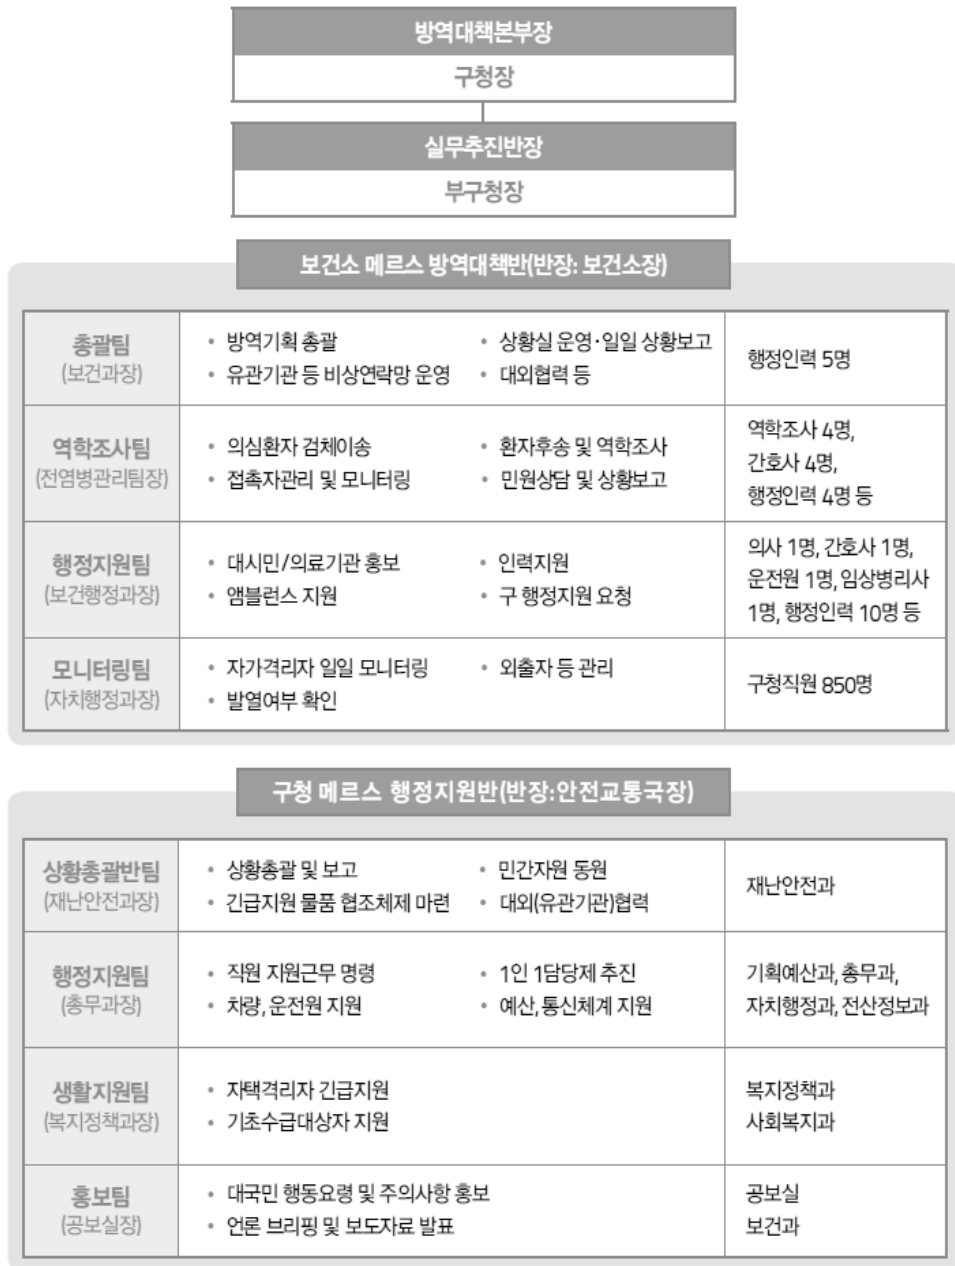 방역대책본부장
구청장
실무추진반장
부구청장
보건소 메르스 방역대책반(반장: 보건소장)
총괄팀
(보건과장)
• 방역기획 총괄
• 유관기관 등 비상연락망 운영
• 상황실 운영·일일 상황보고
• 대외협력 등
행정인력 5명
역학조사팀
(전염병관리팀장)
• 의심환자 검체이송
• 접촉자관리 및 모니터링
• 환자후송 및 역학조사
• 민원상담 및 상황보고
역학조사 4명,
간호사 4명,
행정인력 4명 등
행정지원팀
(보건행정과장)
• 대시민/의료기관 홍보
• 앰블런스 지원
• 인력지원
• 구 행정지원 요청
의사 1명, 간호사 1명,
운전원 1명, 임상병리사
1명, 행정인력 10명 등
모니터링팀
(자치행정과장)
• 자가격리자 일일 모니터링
• 발열여부 확인
• 외출자 등 관리
구청직원 850명
구청 메르스 행정지원반(반장:안전교통국장)
상황총괄반팀
(재난안전과장)
• 상황총괄 및 보고
• 긴급지원 물품 협조체제 마련
• 민간자원 동원
• 대외(유관기관)협력
재난안전과
행정지원팀
(총무과장)
• 직원 지원근무 명령
• 차량, 운전원 지원
• 1인 1담당제 추진
• 예산, 통신체계 지원
기획예산과, 총무과,
자치행정과, 전산정보과
생활지원팀
(복지정책과장)
• 자택격리자 긴급지원
• 기초수급대상자 지원
복지정책과
사회복지과
홍보팀
(공보실장)
• 대국민 행동요령 및 주의사항 홍보
• 언론 브리핑 및 보도자료 발표
공보실
보건과